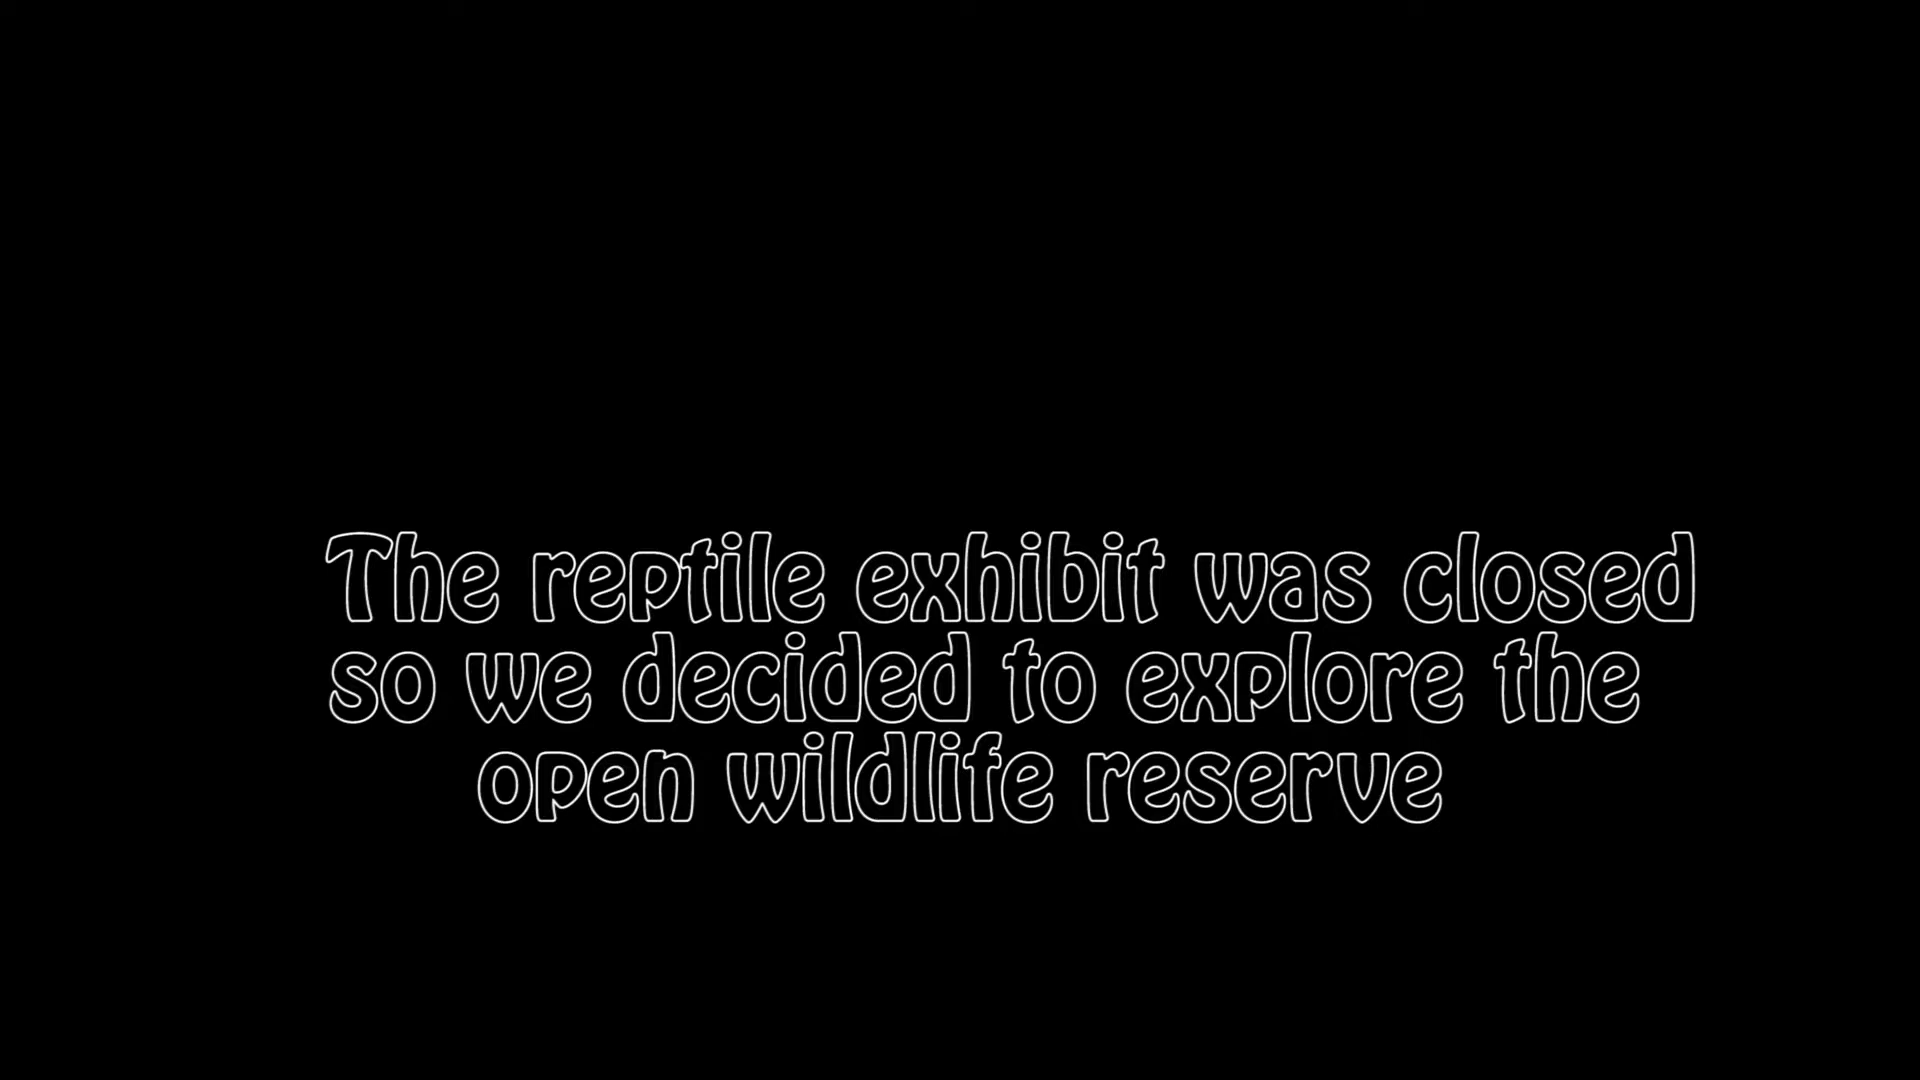 The reptile exhibit was closed
so we decided to explore the
open wildlife reserve